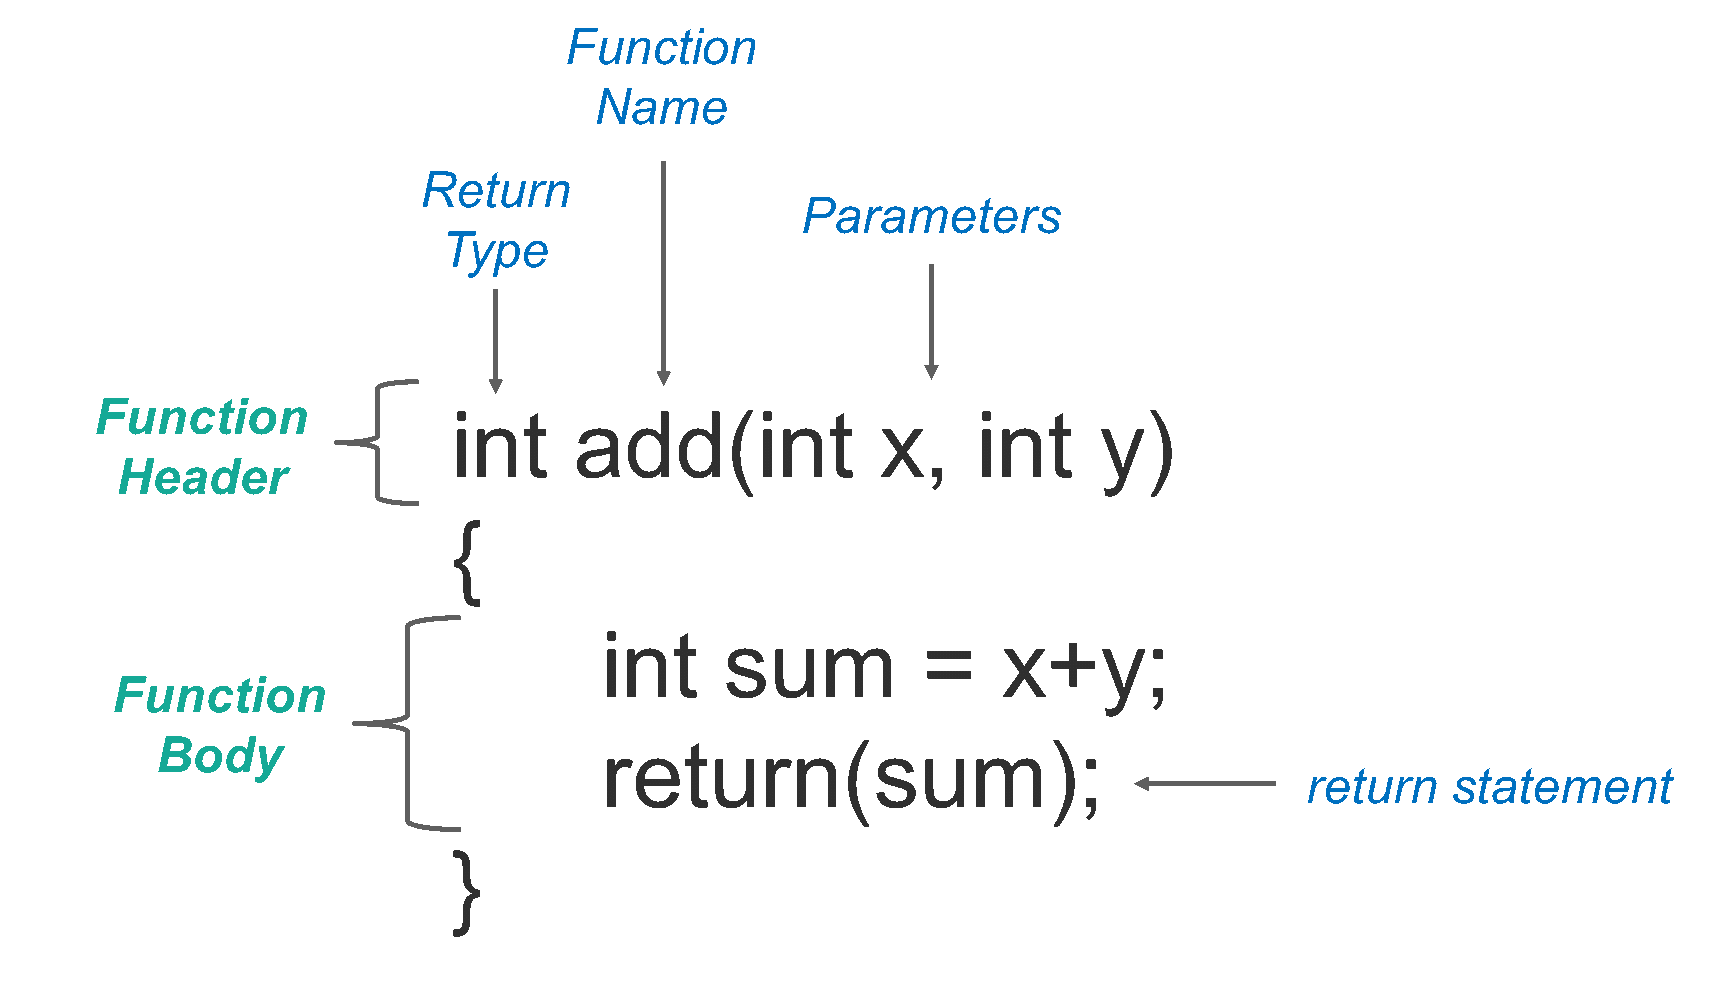 Function
Name
Return
Type
Parameters
Function
Header
int add(int x, int y)
{
Function
Body
int sum = x+y;
return(sum);
return statement
}